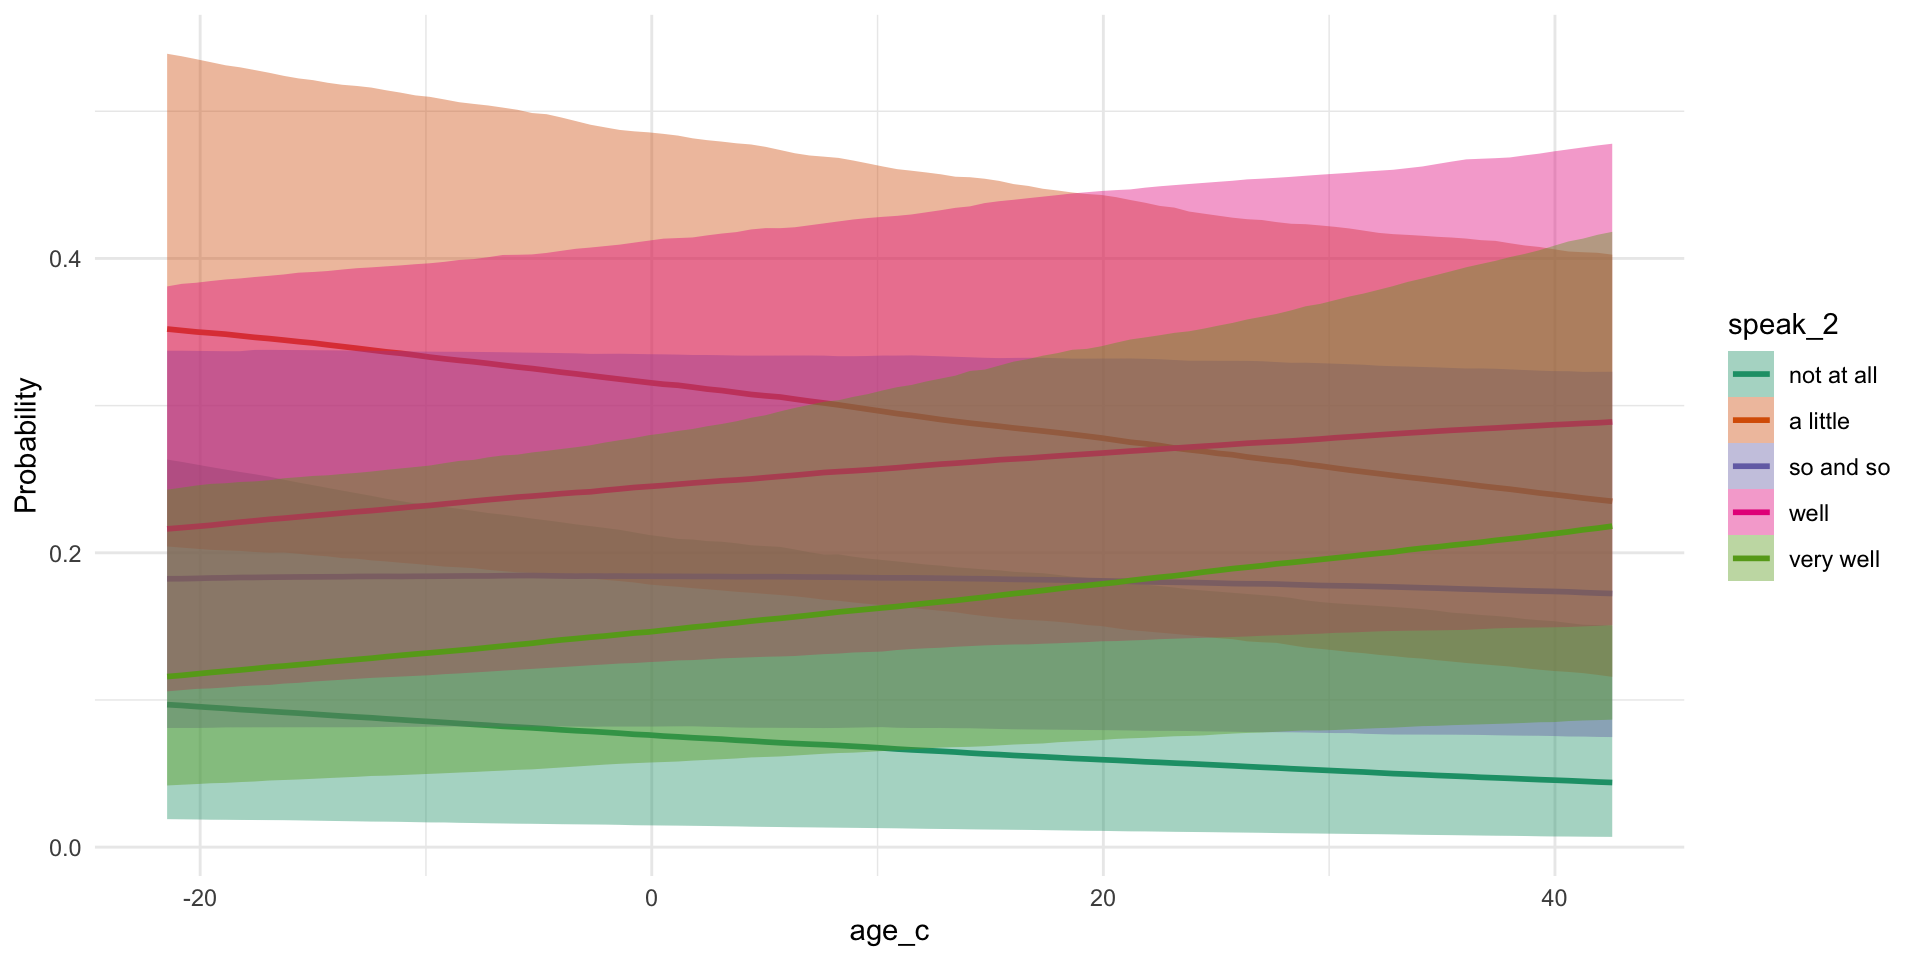 Probability
0.4
0.2
0.0
-20
0
20
40
age_c
speak_2
not at all
a little
so and so
well
very well